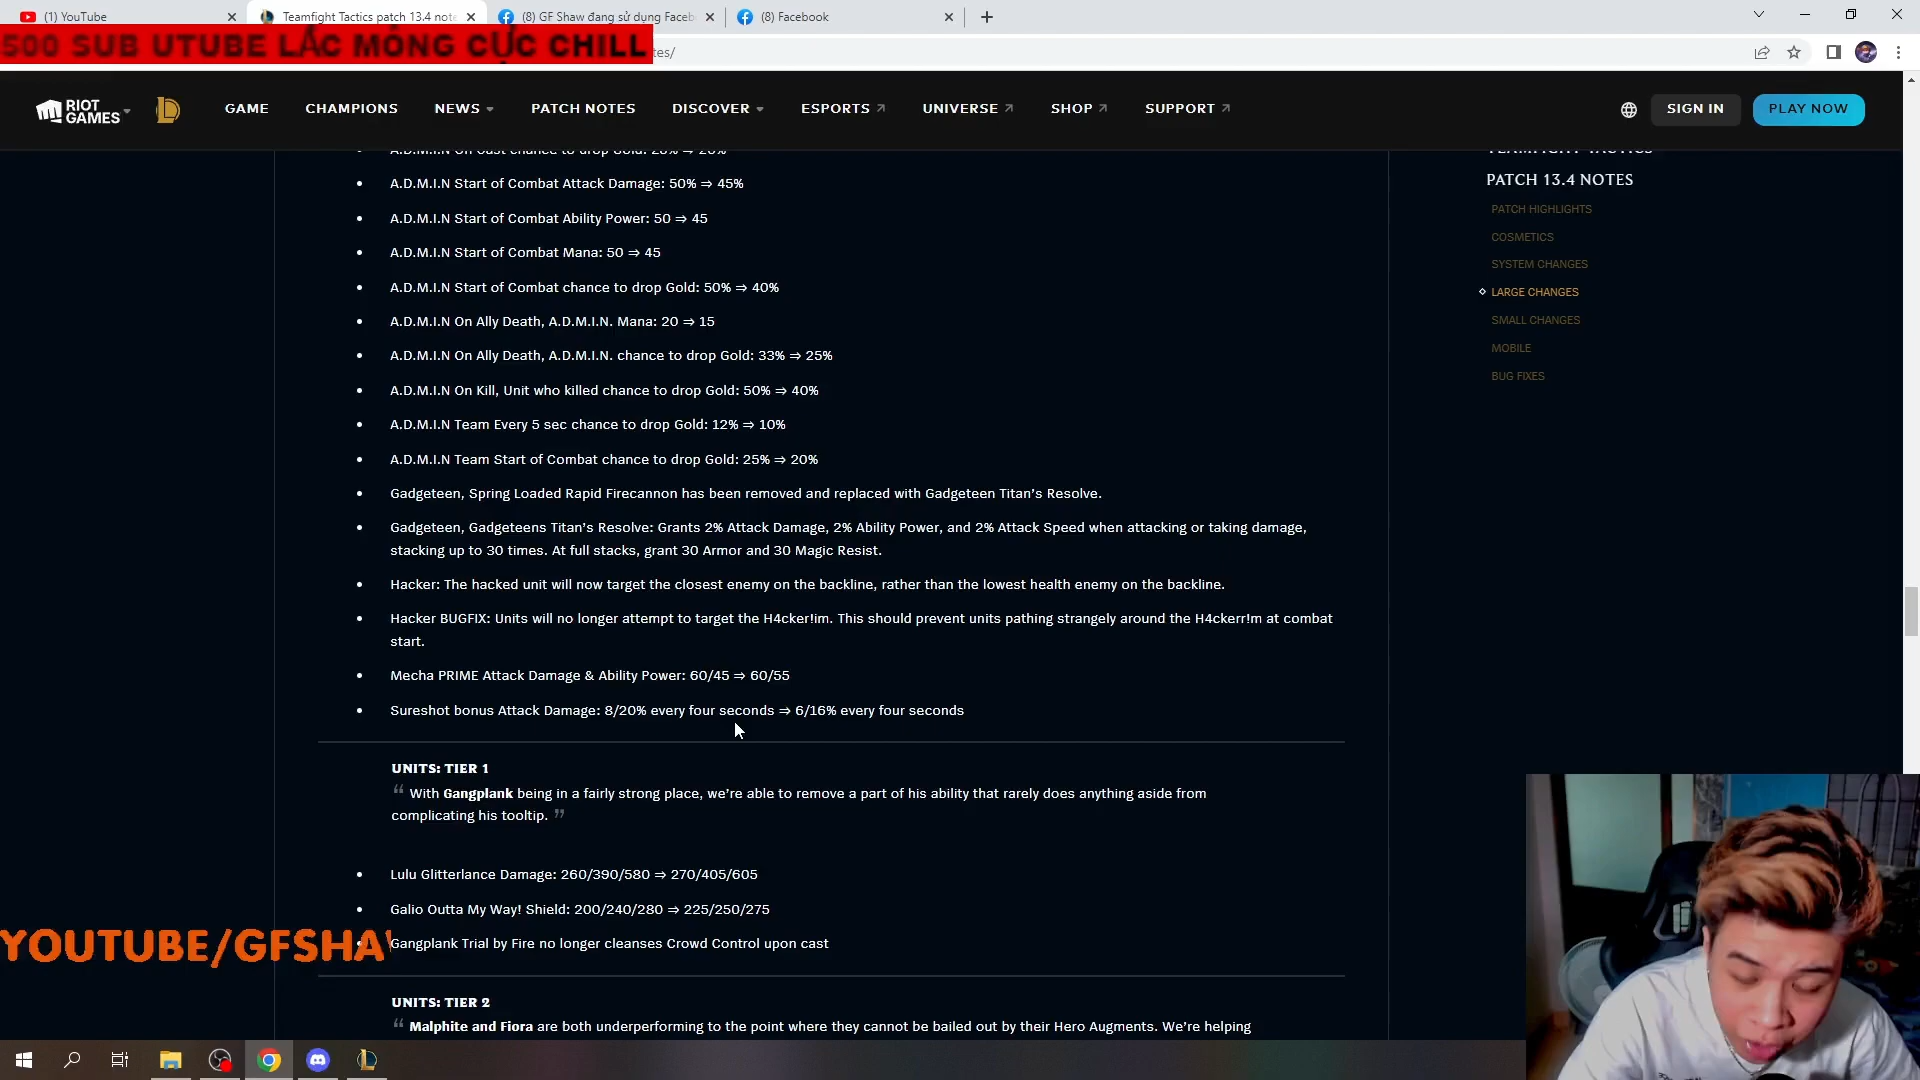 (1) YouTube
Teamfight Tactics patch 13.4 note
(8) GF Shaw đang sử dụng Faceb
(8) Facebook
500 SUB UTUBE LẮC MÔNG CỰC CHILL
tes/
RIOT GAMES
GAME
CHAMPIONS
NEWS
PATCH NOTES
DISCOVER
ESPORTS
UNIVERSE
SHOP
SUPPORT
SIGN IN
PLAY NOW
A.D.M.I.N On Cast chance to drop Gold: 25% ⇒ 20%
A.D.M.I.N Start of Combat Attack Damage: 50% ⇒ 45%
A.D.M.I.N Start of Combat Ability Power: 50 ⇒ 45
A.D.M.I.N Start of Combat Mana: 50 ⇒ 45
A.D.M.I.N Start of Combat chance to drop Gold: 50% ⇒ 40%
A.D.M.I.N On Ally Death, A.D.M.I.N. Mana: 20 ⇒ 15
A.D.M.I.N On Ally Death, A.D.M.I.N. chance to drop Gold: 33% ⇒ 25%
A.D.M.I.N On Kill, Unit who killed chance to drop Gold: 50% ⇒ 40%
A.D.M.I.N Team Every 5 sec chance to drop Gold: 12% ⇒ 10%
A.D.M.I.N Team Start of Combat chance to drop Gold: 25% ⇒ 20%
Gadgeteen, Spring Loaded Rapid Firecannon has been removed and replaced with Gadgeteen Titan’s Resolve.
Gadgeteen, Gadgeteens Titan’s Resolve: Grants 2% Attack Damage, 2% Ability Power, and 2% Attack Speed when attacking or taking damage,
stacking up to 30 times. At full stacks, grant 30 Armor and 30 Magic Resist.
Hacker: The hacked unit will now target the closest enemy on the backline, rather than the lowest health enemy on the backline.
Hacker BUGFIX: Units will no longer attempt to target the H4cker!im. This should prevent units pathing strangely around the H4ckerr!m at combat
start.
Mecha PRIME Attack Damage & Ability Power: 60/45 ⇒ 60/55
Sureshot bonus Attack Damage: 8/20% every four seconds ⇒ 6/16% every four seconds
UNITS: TIER 1
“ With Gangplank being in a fairly strong place, we’re able to remove a part of his ability that rarely does anything aside from
complicating his tooltip. ”
Lulu Glitterlance Damage: 260/390/580 ⇒ 270/405/605
Galio Outta My Way! Shield: 200/240/280 ⇒ 225/250/275
Gangplank Trial by Fire no longer cleanses Crowd Control upon cast
YOUTUBE/GFSHA
UNITS: TIER 2
“ Malphite and Fiora are both underperforming to the point where they cannot be bailed out by their Hero Augments. We’re helping
TEAMFIGHT TACTICS
PATCH 13.4 NOTES
PATCH HIGHLIGHTS
COSMETICS
SYSTEM CHANGES
LARGE CHANGES
SMALL CHANGES
MOBILE
BUG FIXES